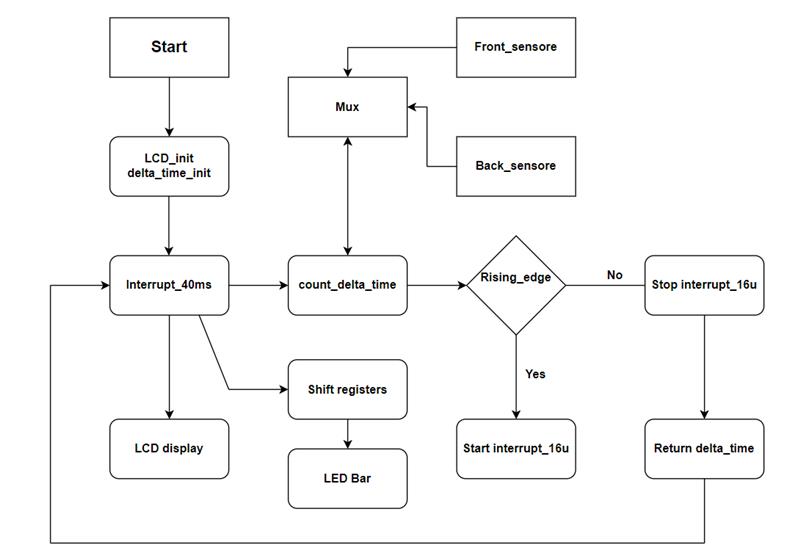 Start
Front_sensore
Mux
LCD_init
delta_time_init
Back_sensore
Interrupt_40ms
count_delta_time
Rising_edge
No
Stop interrupt_16u
Yes
Shift registers
LCD display
Start interrupt_16u
Return delta_time
LED Bar